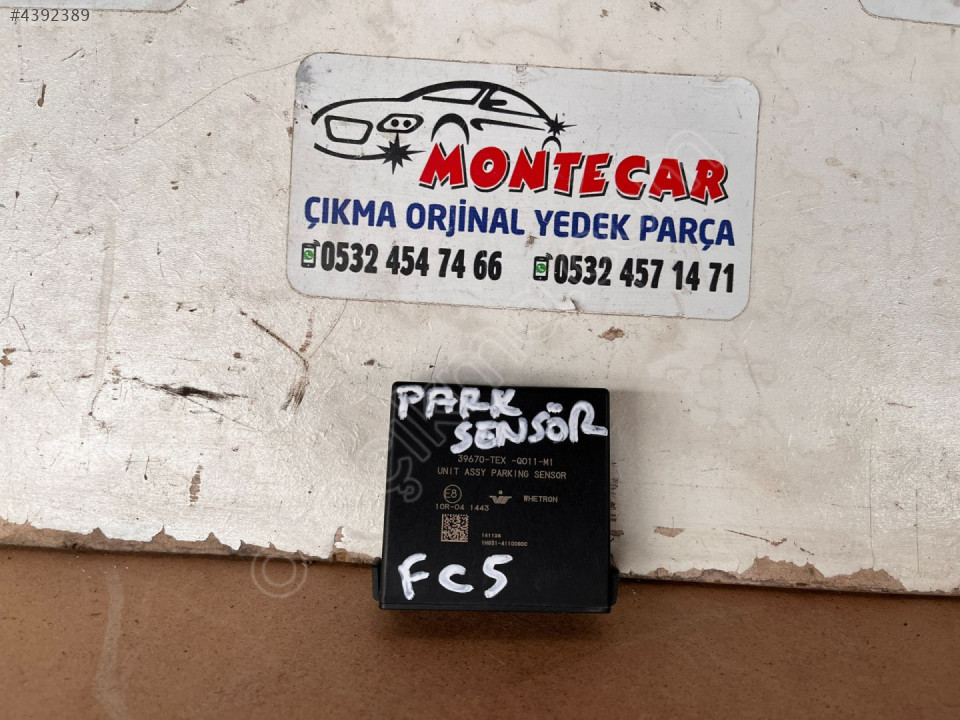 #4392389
MONTECAR
ÇIKMA ORJİNAL YEDEK PARÇA
0532 454 74 66 0532 457 14 71
PARK
SENSÖR
39670-TEX -Q011-M1
UNIT ASSY PARKING SENSOR
E8
WHETRON
10R-04 1443
FC5